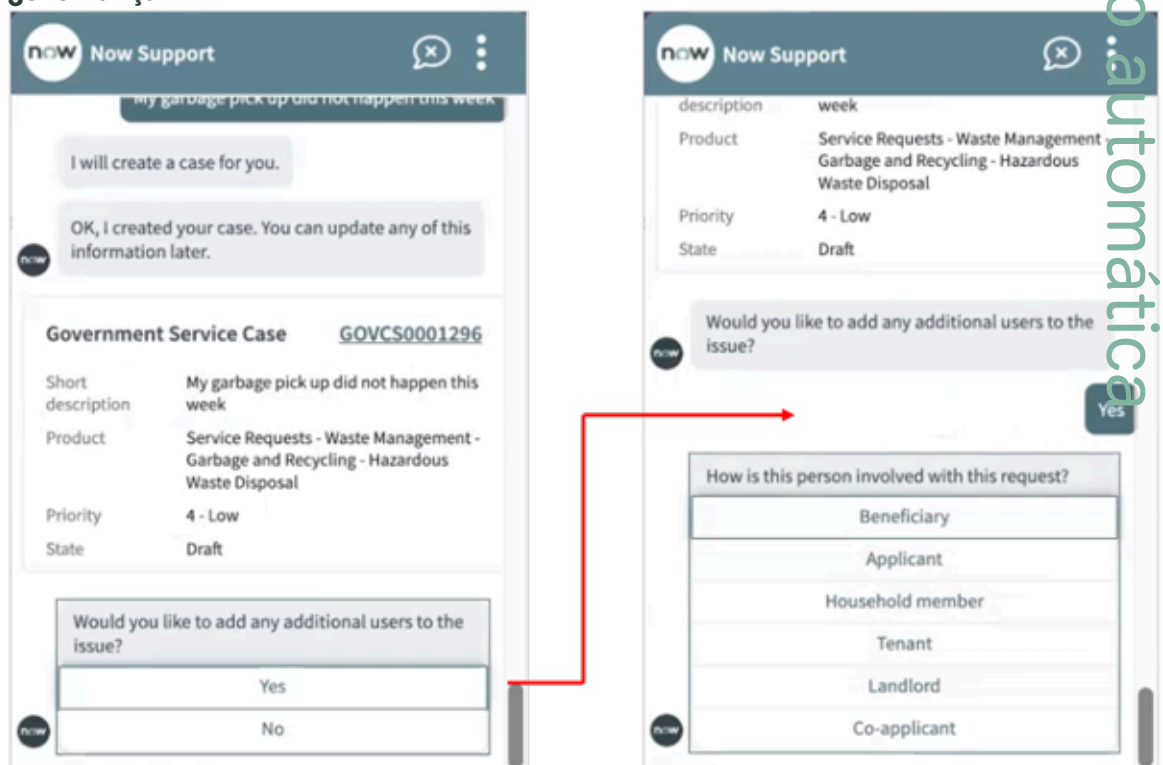 now Now Support
My garbage pick up did not happen this week
I will create a case for you.
OK, I created your case. You can update any of this
information later.
now
Government Service Case GOVCS0001296
Short
description
My garbage pick up did not happen this
week
Product
Service Requests - Waste Management -
Garbage and Recycling - Hazardous
Waste Disposal
Priority 4 - Low
State Draft
Would you like to add any additional users to the
issue?
Yes
No
now
now Now Support
description week
Product
Service Requests - Waste Management -
Garbage and Recycling - Hazardous
Waste Disposal
Priority 4 - Low
State Draft
Would you like to add any additional users to the
issue?
now
Yes
How is this person involved with this request?
Beneficiary
Applicant
Household member
Tenant
Landlord
Co-applicant
now
o automática